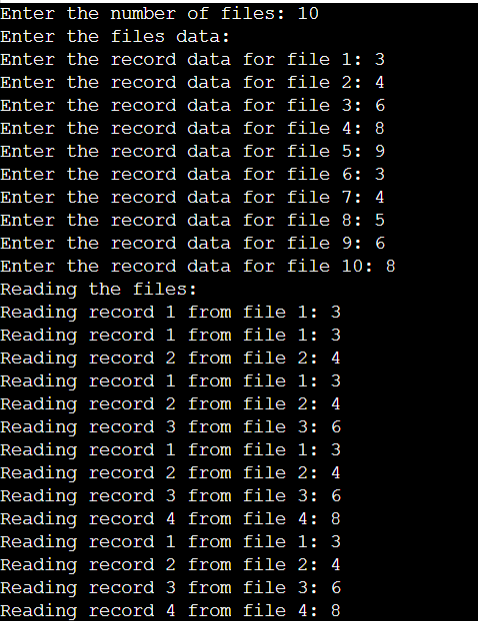 Enter the number of files: 10
Enter the files data:
Enter the record data for file 1: 3
Enter the record data for file 2: 4
Enter the record data for file 3: 6
Enter the record data for file 4: 8
Enter the record data for file 5: 9
Enter the record data for file 6: 3
Enter the record data for file 7: 4
Enter the record data for file 8: 5
Enter the record data for file 9: 6
Enter the record data for file 10: 8
Reading the files:
Reading record 1 from file 1: 3
Reading record 1 from file 1: 3
Reading record 2 from file 2: 4
Reading record 1 from file 1: 3
Reading record 2 from file 2: 4
Reading record 3 from file 3: 6
Reading record 1 from file 1: 3
Reading record 2 from file 2: 4
Reading record 3 from file 3: 6
Reading record 4 from file 4: 8
Reading record 1 from file 1: 3
Reading record 2 from file 2: 4
Reading record 3 from file 3: 6
Reading record 4 from file 4: 8